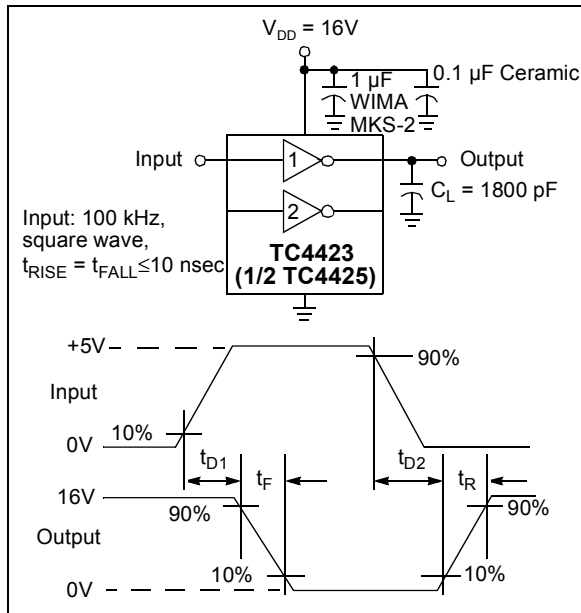 V_DD = 16V
1 µF
WIMA
MKS-2
0.1 µF Ceramic
Input
1
Output
C_L = 1800 pF
2
Input: 100 kHz,
square wave,
t_RISE = t_FALL≤10 nsec
TC4423
(1/2 TC4425)
+5V
90%
Input
10%
0V
t_D1
t_F
t_D2
t_R
16V
90%
90%
Output
10%
10%
0V